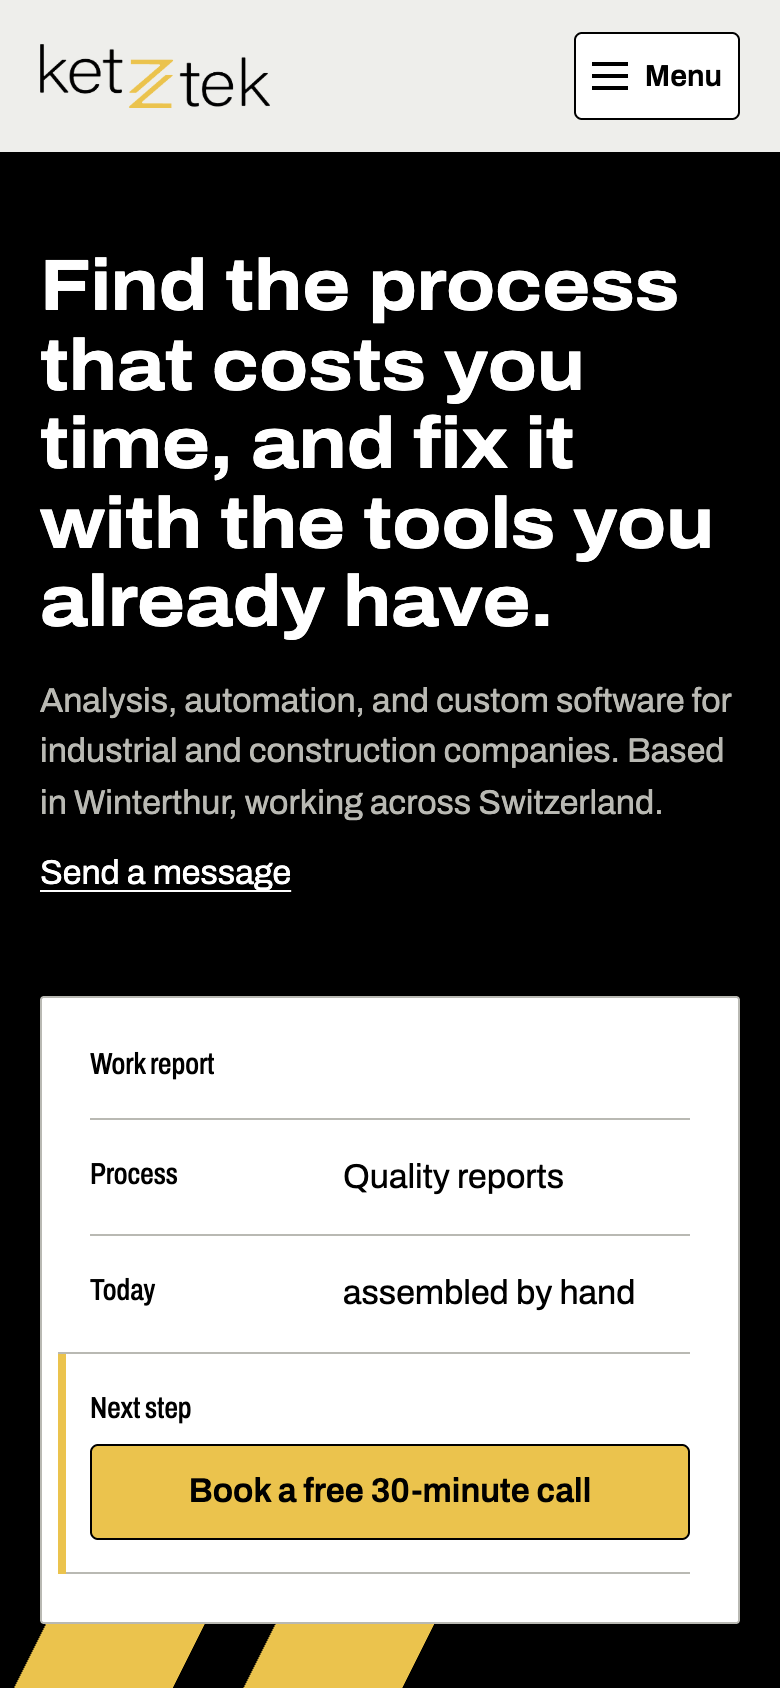 ketztek
Menu
Find the process
that costs you
time, and fix it
with the tools you
already have.
Analysis, automation, and custom software for
industrial and construction companies. Based
in Winterthur, working across Switzerland.
Send a message
Work report
Process Quality reports
Today assembled by hand
Next step
Book a free 30-minute call